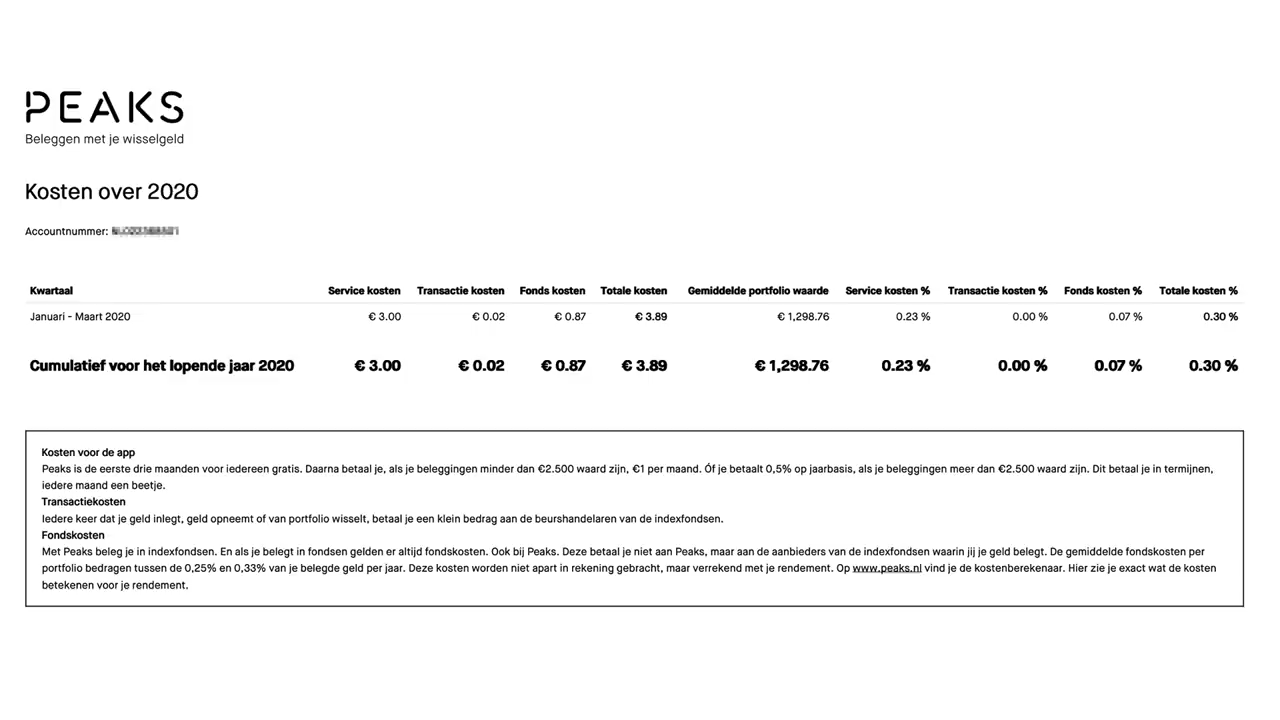 PEAKS
Beleggen met je wisselgeld
Kosten over 2020
Accountnummer:
Kwartaal Service kosten Transactie kosten Fonds kosten Totale kosten Gemiddelde portfolio waarde Service kosten % Transactie kosten % Fonds kosten % Totale kosten %
Januari - Maart 2020 € 3.00 € 0.02 € 0.87 € 3.89 € 1,298.76 0.23 % 0.00 % 0.07 % 0.30 %
Cumulatief voor het lopende jaar 2020 € 3.00 € 0.02 € 0.87 € 3.89 € 1,298.76 0.23 % 0.00 % 0.07 % 0.30 %
Kosten voor de app
Peaks is de eerste drie maanden voor iedereen gratis. Daarna betaal je, als je beleggingen minder dan €2.500 waard zijn, €1 per maand. Óf je betaalt 0,5% op jaarbasis, als je beleggingen meer dan €2.500 waard zijn. Dit betaal je in termijnen,
iedere maand een beetje.
Transactiekosten
Iedere keer dat je geld inlegt, geld opneemt of van portfolio wisselt, betaal je een klein bedrag aan de beurshandelaren van de indexfondsen.
Fondskosten
Met Peaks beleg je in indexfondsen. En als je belegt in fondsen gelden er altijd fondskosten. Ook bij Peaks. Deze betaal je niet aan Peaks, maar aan de aanbieders van de indexfondsen waarin jij je geld belegt. De gemiddelde fondskosten per
portfolio bedragen tussen de 0,25% en 0,33% van je belegde geld per jaar. Deze kosten worden niet apart in rekening gebracht, maar verrekend met je rendement. Op www.peaks.nl vind je de kostenberekenaar. Hier zie je exact wat de kosten
betekenen voor je rendement.